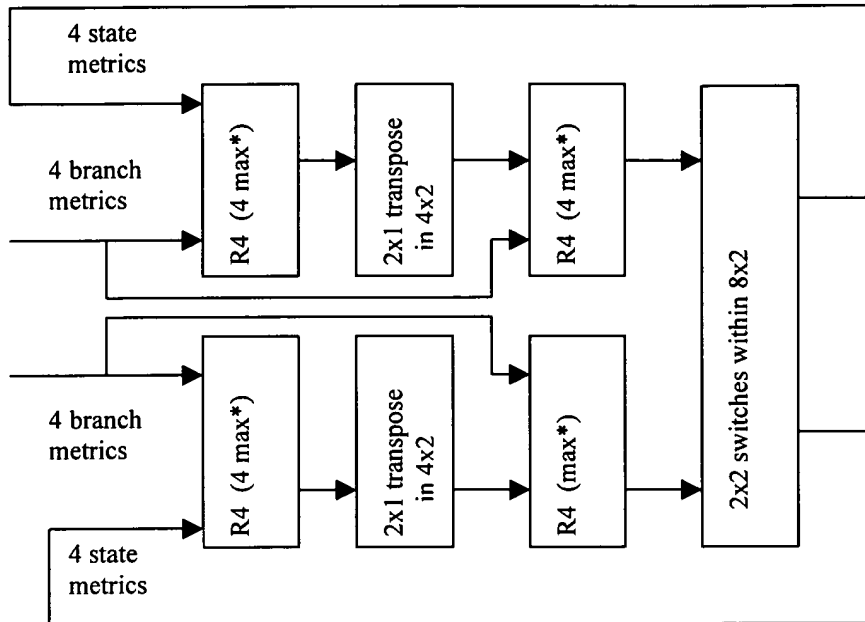 4 state
metrics
4 branch
metrics
R4 (4 max*)
2x1 transpose
in 4x2
R4 (4 max*)
2x2 switches within 8x2
4 branch
metrics
R4 (4 max*)
2x1 transpose
in 4x2
R4 (max*)
4 state
metrics